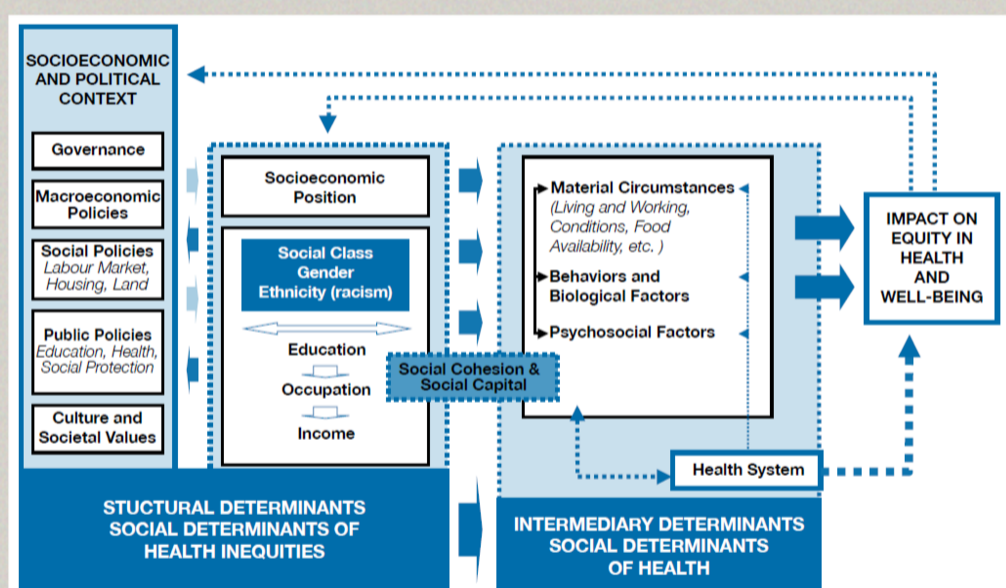 SOCIOECONOMIC
AND POLITICAL
CONTEXT
Governance
Macroeconomic
Policies
Social Policies
Labour Market,
Housing, Land
Public Policies
Education, Health,
Social Protection
Culture and
Societal Values
Socioeconomic
Position
Social Class
Gender
Ethnicity (racism)
Education
Occupation
Income
Social Cohesion &
Social Capital
Material Circumstances
(Living and Working,
Conditions, Food
Availability, etc. )
Behaviors and
Biological Factors
Psychosocial Factors
Health System
IMPACT ON
EQUITY IN
HEALTH
AND
WELL-BEING
STUCTURAL DETERMINANTS
SOCIAL DETERMINANTS OF
HEALTH INEQUITIES
INTERMEDIARY DETERMINANTS
SOCIAL DETERMINANTS
OF HEALTH